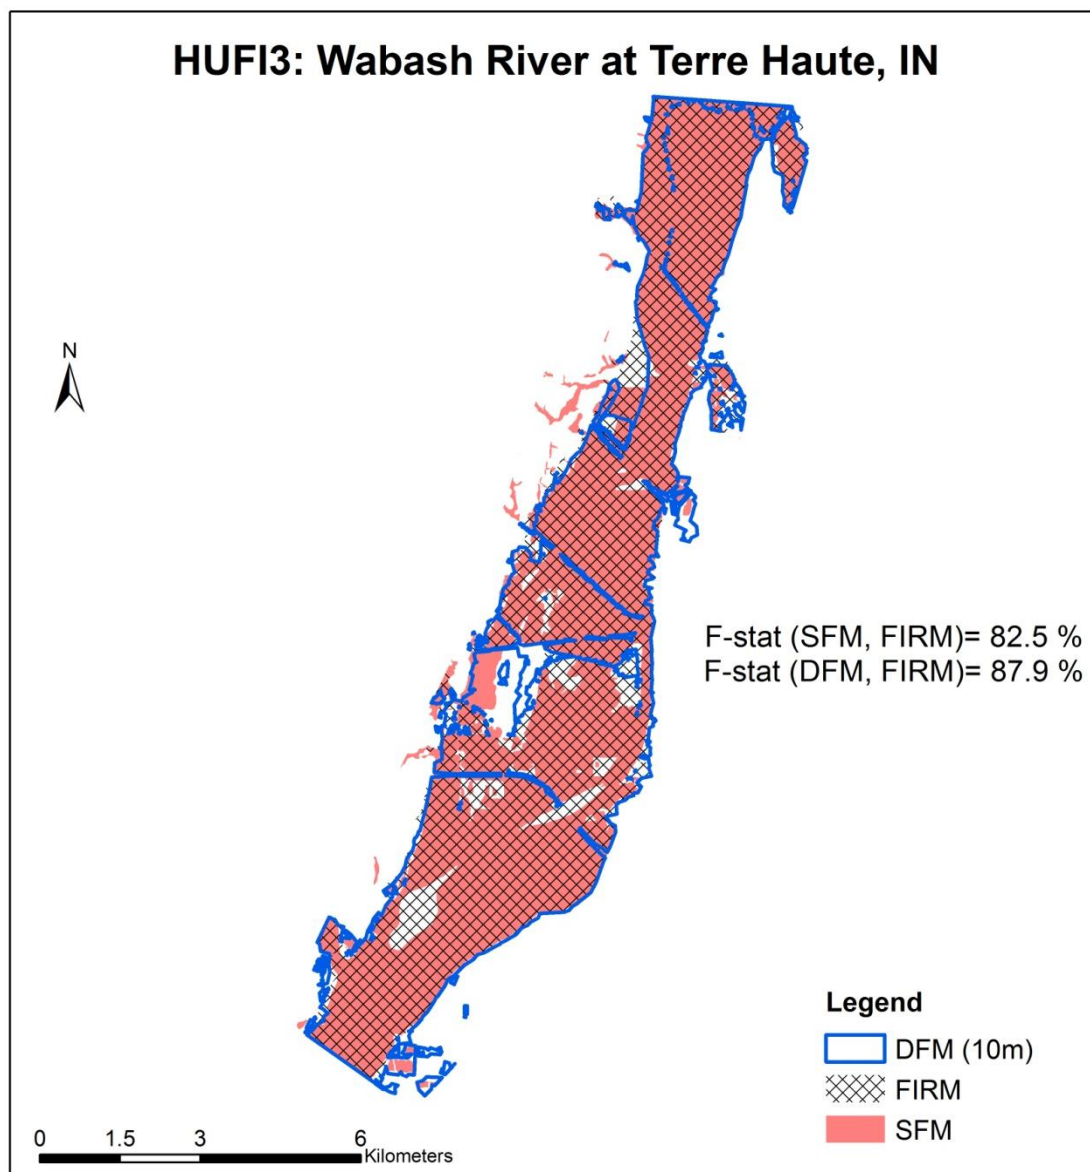 HUFI3: Wabash River at Terre Haute, IN
N
F-stat (SFM, FIRM)= 82.5 %
F-stat (DFM, FIRM)= 87.9 %
Legend
DFM (10m)
FIRM
SFM
0 1.5 3 6
Kilometers